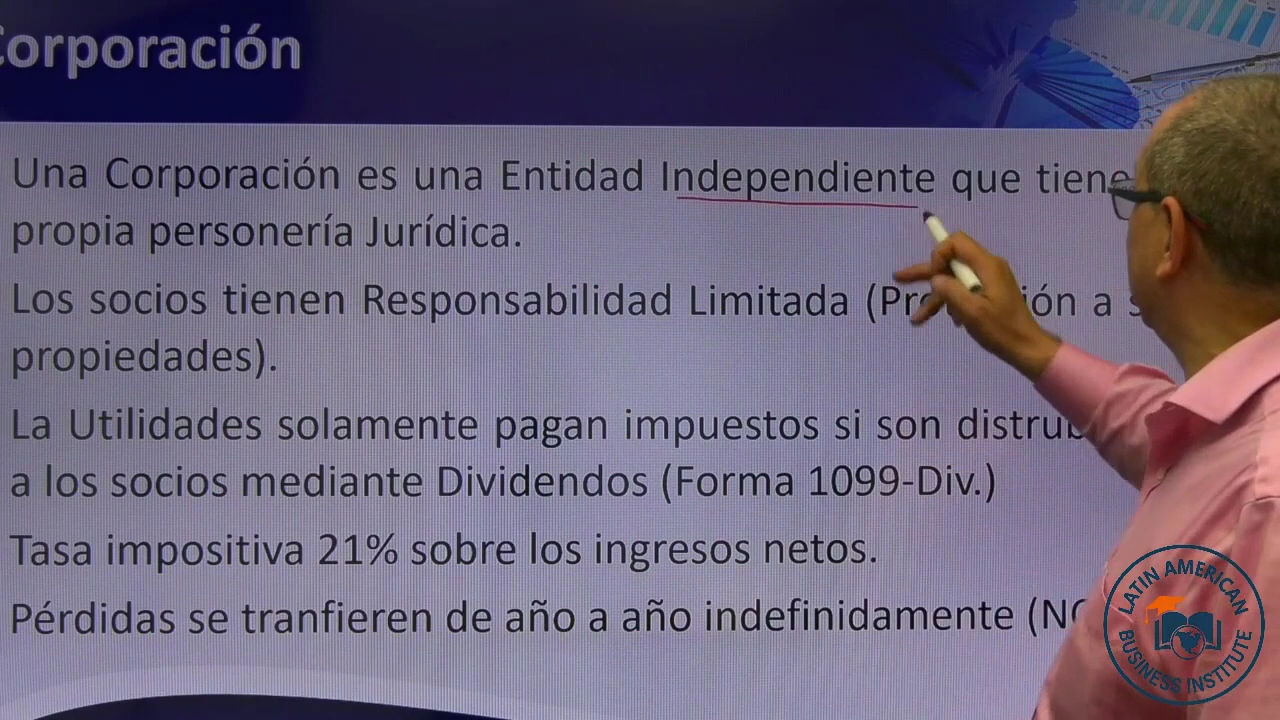 Corporación
Una Corporación es una Entidad Independiente que tiene
propia personería Jurídica.
Los socios tienen Responsabilidad Limitada (
propiedades).
La Utilidades solamente pagan impuestos si son
a los socios mediante Dividendos (Forma 1099-Div.)
Tasa impositiva 21% sobre los ingresos netos.
Pérdidas se tranfieren de año a año indefinidamente (
LATIN AMERICAN
BUSINESS INSTITUTE